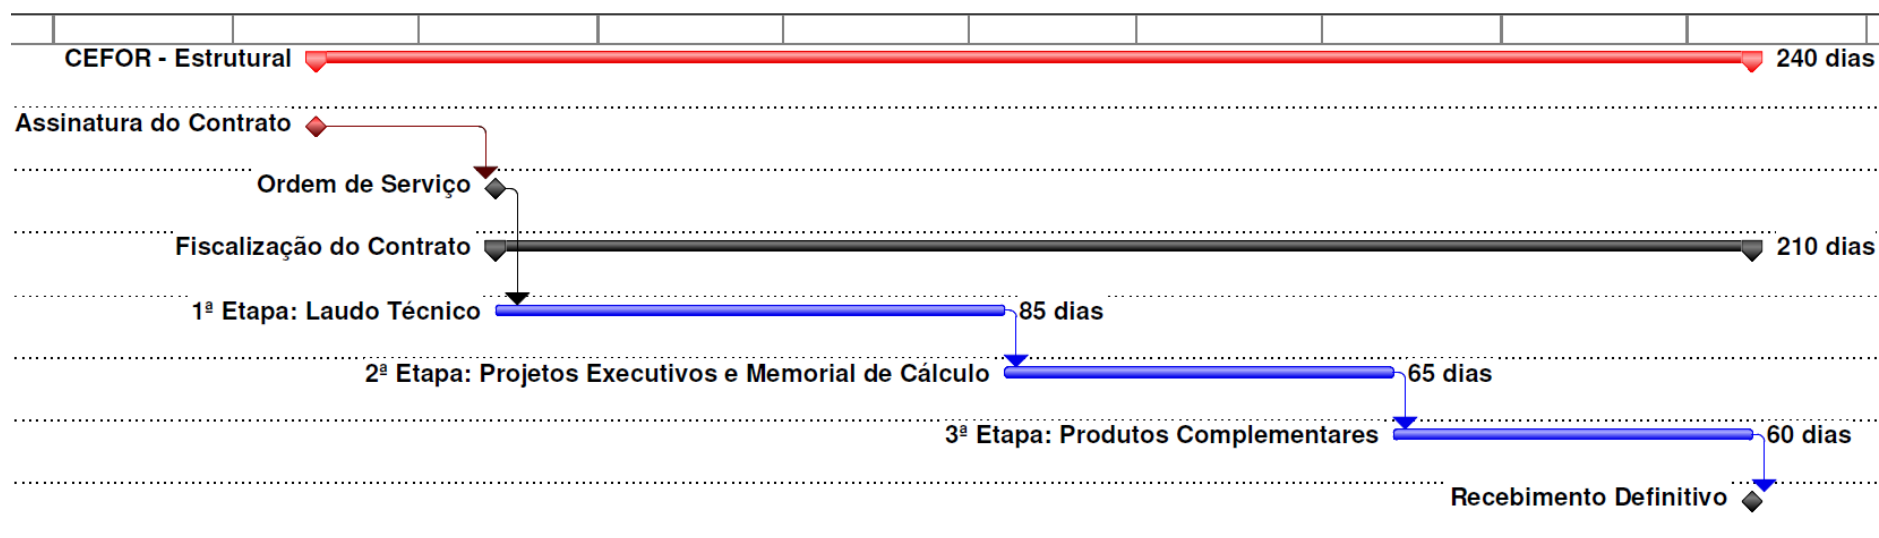 CEFOR - Estrutural 240 dias
Assinatura do Contrato
Ordem de Serviço
Fiscalização do Contrato 210 dias
1ª Etapa: Laudo Técnico 85 dias
2ª Etapa: Projetos Executivos e Memorial de Cálculo 65 dias
3ª Etapa: Produtos Complementares 60 dias
Recebimento Definitivo